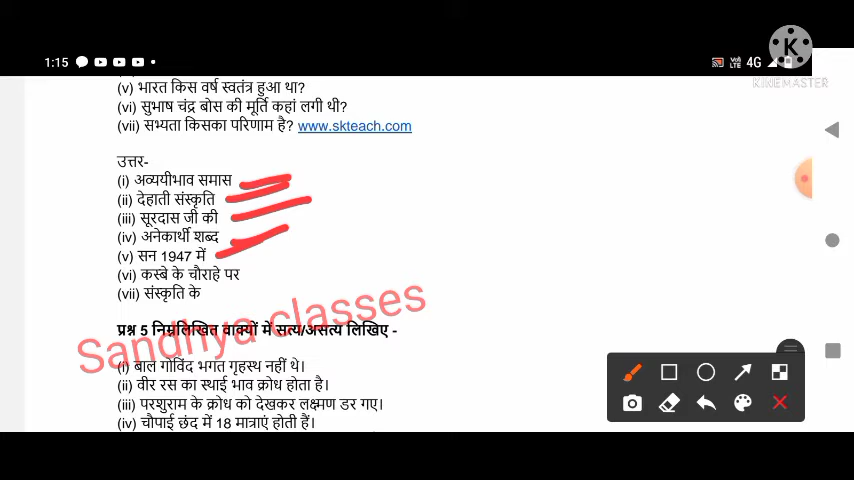 1:15
4G
K
KINEMASTER
(v) भारत किस वर्ष स्वतंत्र हुआ था?
(vi) सुभाष चंद्र बोस की मूर्ति कहां लगी थी?
(vii) सभ्यता किसका परिणाम है? www.skteach.com
उत्तर-
(i) अव्ययीभाव समास
(ii) देहाती संस्कृति
(iii) सूरदास जी की
(iv) अनेकार्थी शब्द
(v) सन 1947 में
(vi) कस्बे के चौराहे पर
(vii) संस्कृति के
Sandhya classes
प्रश्न 5 निम्नलिखित वाक्यों में सत्य/असत्य लिखिए -
(i) बाल गोविंद भगत गृहस्थ नहीं थे।
(ii) वीर रस का स्थाई भाव क्रोध होता है।
(iii) परशुराम के क्रोध को देखकर लक्ष्मण डर गए।
(iv) चौपाई छंद में 18 मात्राएं होती हैं।